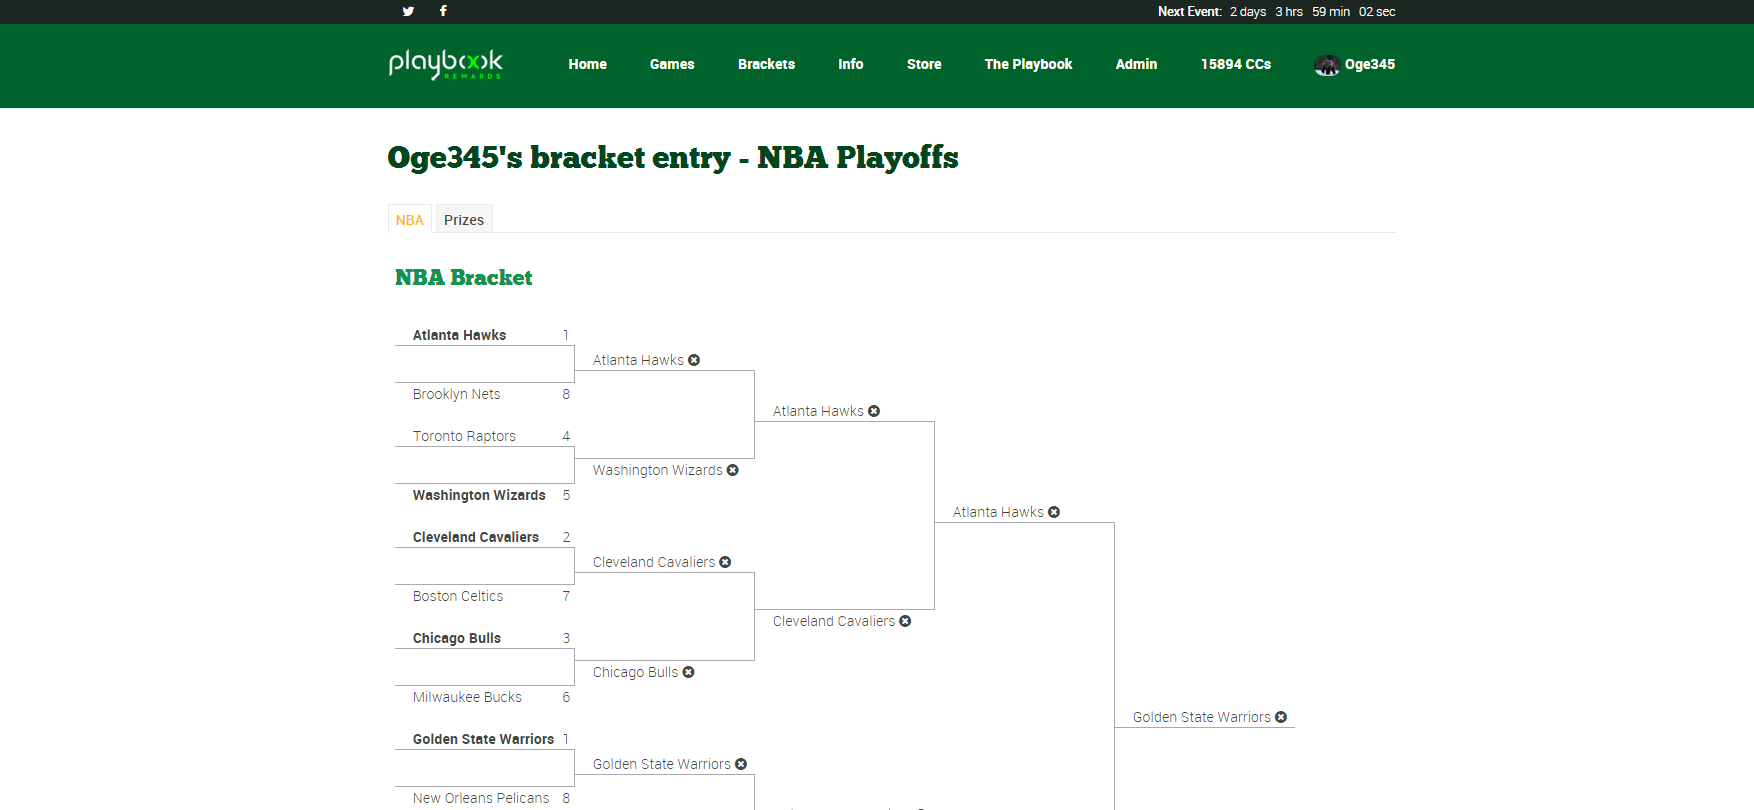 Next Event: 2 days 3 hrs 59 min 02 sec
playbook
REWARDS
Home Games Brackets Info Store The Playbook Admin 15894 CCs Oge345
Oge345's bracket entry - NBA Playoffs
NBA Prizes
NBA Bracket
Atlanta Hawks 1
Atlanta Hawks
Brooklyn Nets 8
Atlanta Hawks
Toronto Raptors 4
Washington Wizards
Washington Wizards 5
Atlanta Hawks
Cleveland Cavaliers 2
Cleveland Cavaliers
Boston Celtics 7
Cleveland Cavaliers
Chicago Bulls 3
Chicago Bulls
Milwaukee Bucks 6
Golden State Warriors
Golden State Warriors 1
Golden State Warriors
New Orleans Pelicans 8